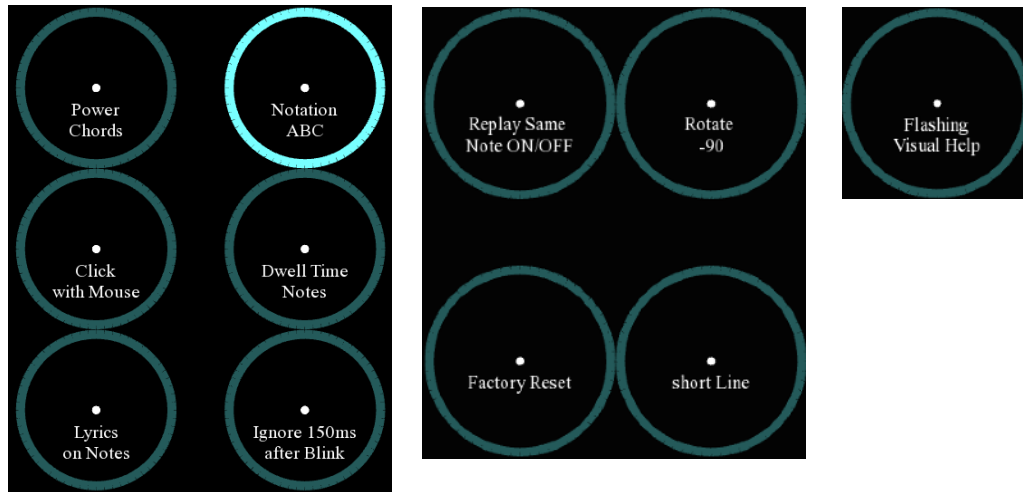 Power
Chords
Notation
ABC
Click
with Mouse
Dwell Time
Notes
Lyrics
on Notes
Ignore 150ms
after Blink
Replay Same
Note ON/OFF
Rotate
-90
Factory Reset
short Line
Flashing
Visual Help